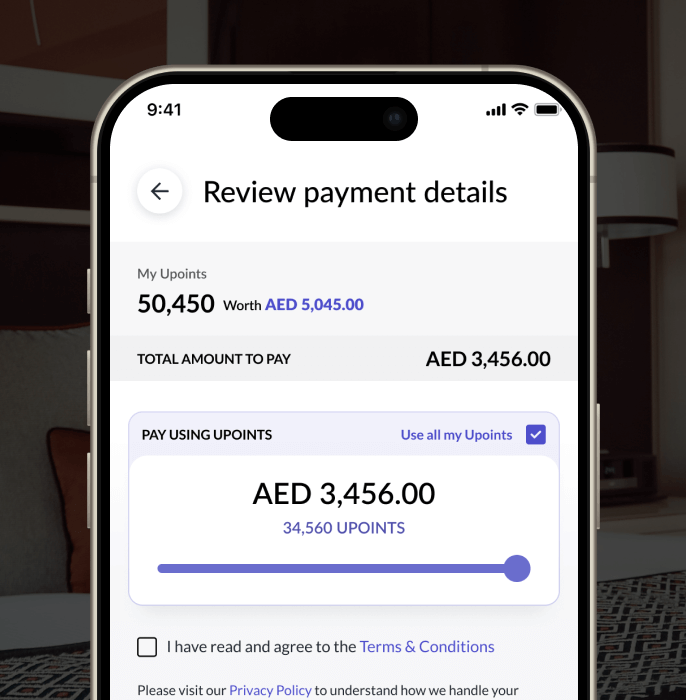 9:41
Review payment details
My Upoints
50,450 Worth AED 5,045.00
TOTAL AMOUNT TO PAY AED 3,456.00
PAY USING UPOINTS Use all my Upoints
AED 3,456.00
34,560 UPOINTS
I have read and agree to the Terms & Conditions
Please visit our Privacy Policy to understand how we handle your